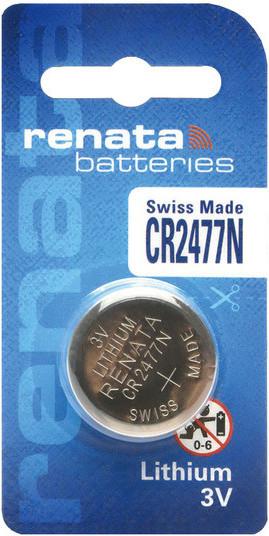 renata
batteries
Swiss Made
CR2477N
3V
LITHIUM
RENATA
CR2477N
+
SWISS
MADE
0-6
Lithium
3V
renata